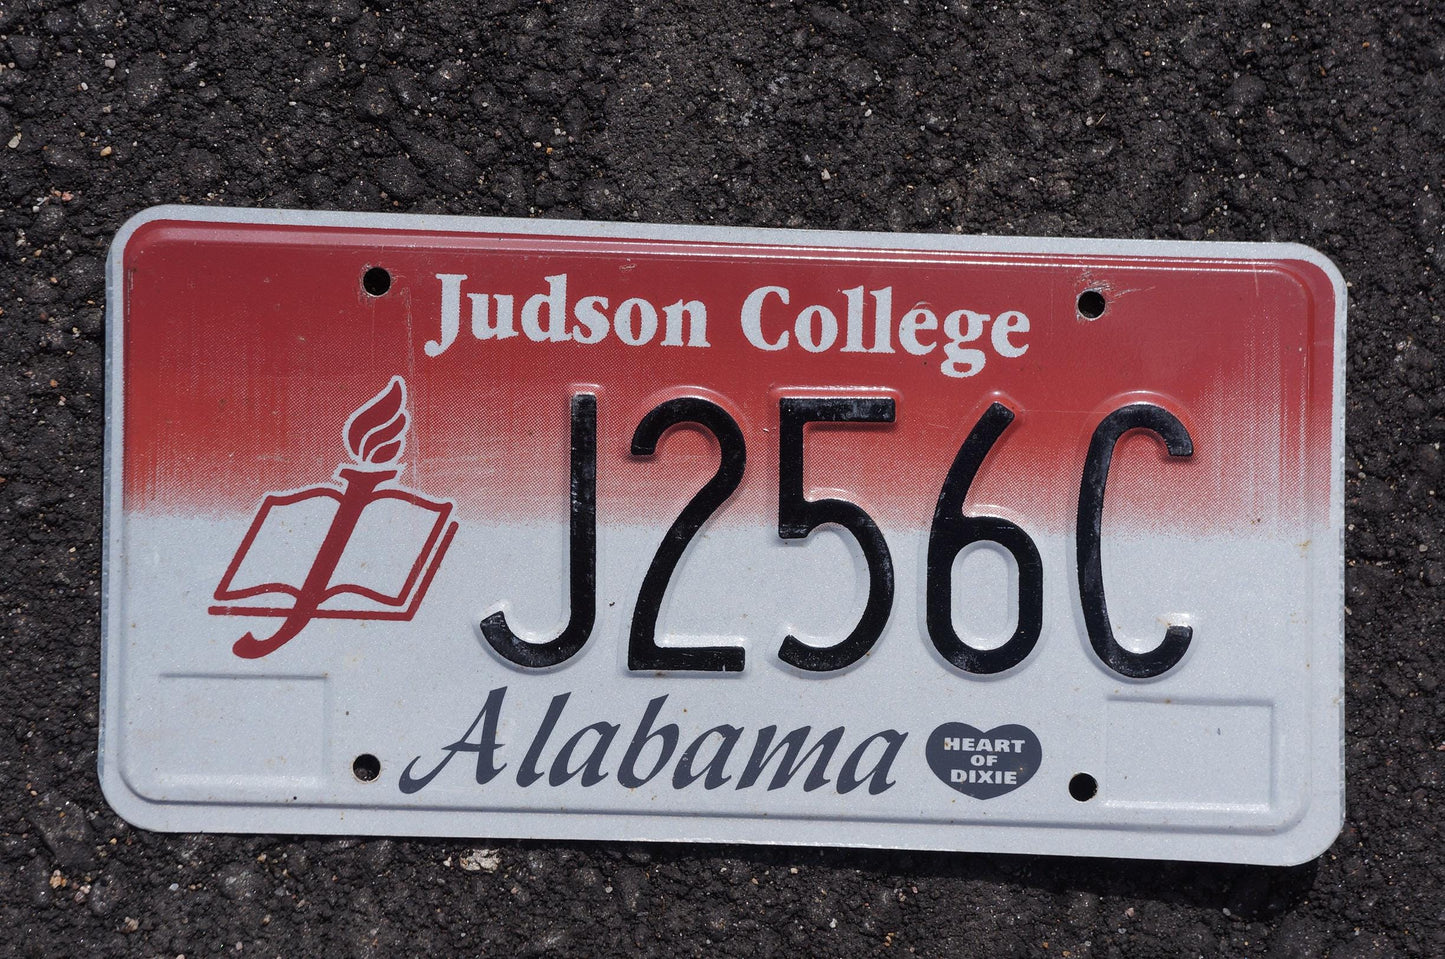 Judson College
J256C
Alabama
HEART
OF
DIXIE